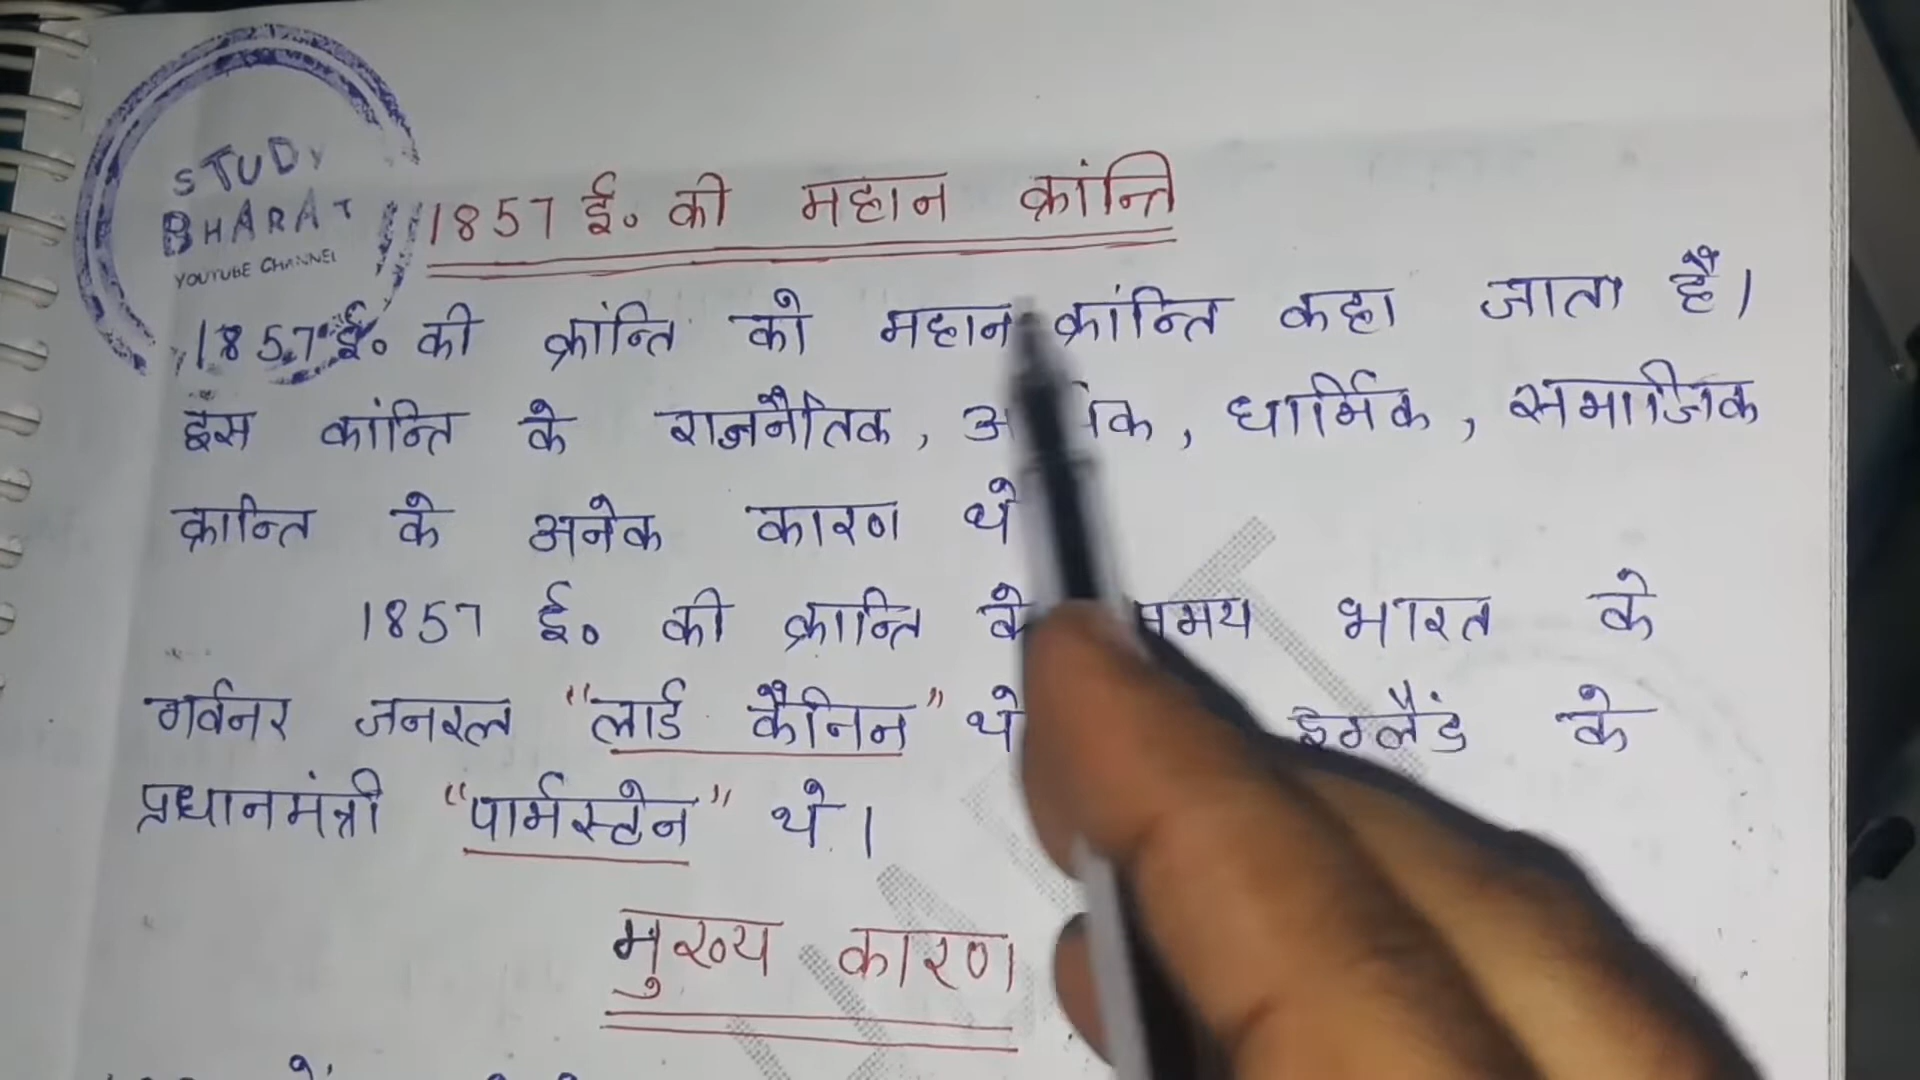 STUDY
BHARAT
YOUTUBE CHANNEL
1857 ई० की महान क्रांन्ति
1857 ई० की क्रांन्ति को महान क्रांन्ति कहा जाता है।
इस कांन्ति के राजनैतिक, धार्मिक, समाजिक
क्रान्ति के अनेक कारण थे
1857 ई० की क्रान्ति के समय भारत के
गर्वनर जनरल "लार्ड कैनिन" थे इग्लैंड के
प्रधानमंत्री "पार्मस्टेन" थे।
मुख्य कारण